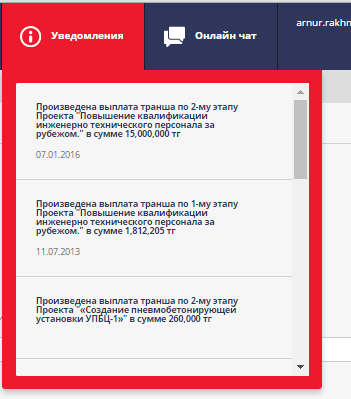 Уведомления
Онлайн чат
arnur.rakhm
Произведена выплата транша по 2-му этапу
Проекта "Повышение квалификации
инженерно технического персонала за
рубежом." в сумме 15,000,000 тг
07.01.2016
Произведена выплата транша по 1-му этапу
Проекта "Повышение квалификации
инженерно технического персонала за
рубежом." в сумме 1,812,205 тг
11.07.2013
Произведена выплата транша по 2-му этапу
Проекта "«Создание пневмобетонирующей
установки УПБЦ-1»" в сумме 260,000 тг